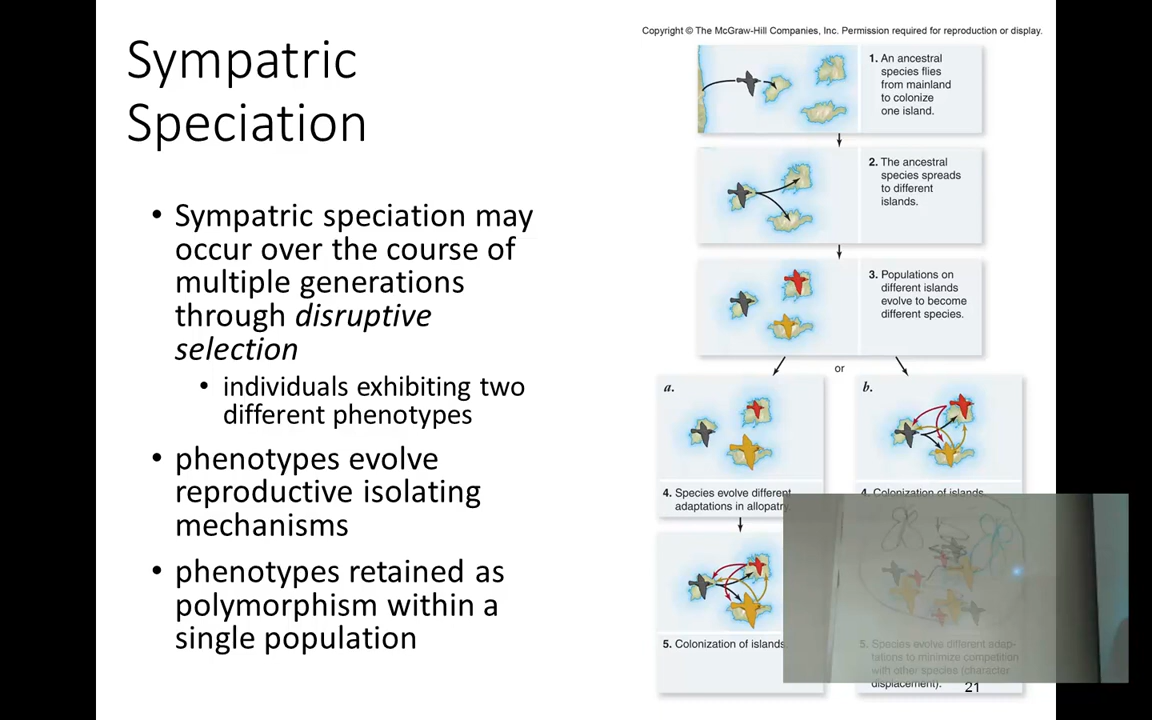 Sympatric
Speciation
• Sympatric speciation may
occur over the course of
multiple generations
through disruptive
selection
• individuals exhibiting two
different phenotypes
• phenotypes evolve
reproductive isolating
mechanisms
• phenotypes retained as
polymorphism within a
single population
Copyright © The McGraw-Hill Companies, Inc. Permission required for reproduction or display.
1. An ancestral
species flies
from mainland
to colonize
one island.
2. The ancestral
species spreads
to different
islands.
3. Populations on
different islands
evolve to become
different species.
or
a.
4. Species evolve different
adaptations in allopatry
5. Colonization of islands
b.
4. Colonization of islands
5. Species evolve different adap-
tations to minimize competition
with other species (character
displacement).
21